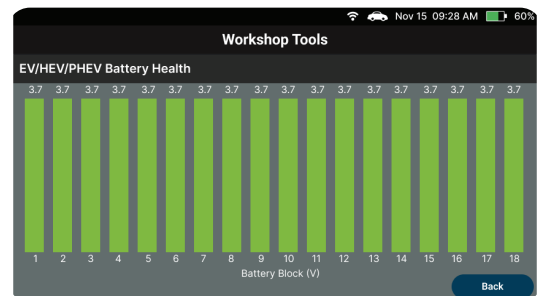 Nov 15 09:28 AM 60%
Workshop Tools
EV/HEV/PHEV Battery Health
3.7 3.7 3.7 3.7 3.7 3.7 3.7 3.7 3.7 3.7 3.7 3.7 3.7 3.7 3.7 3.7 3.7 3.7
1 2 3 4 5 6 7 8 9 10 11 12 13 14 15 16 17 18
Battery Block (V)
Back